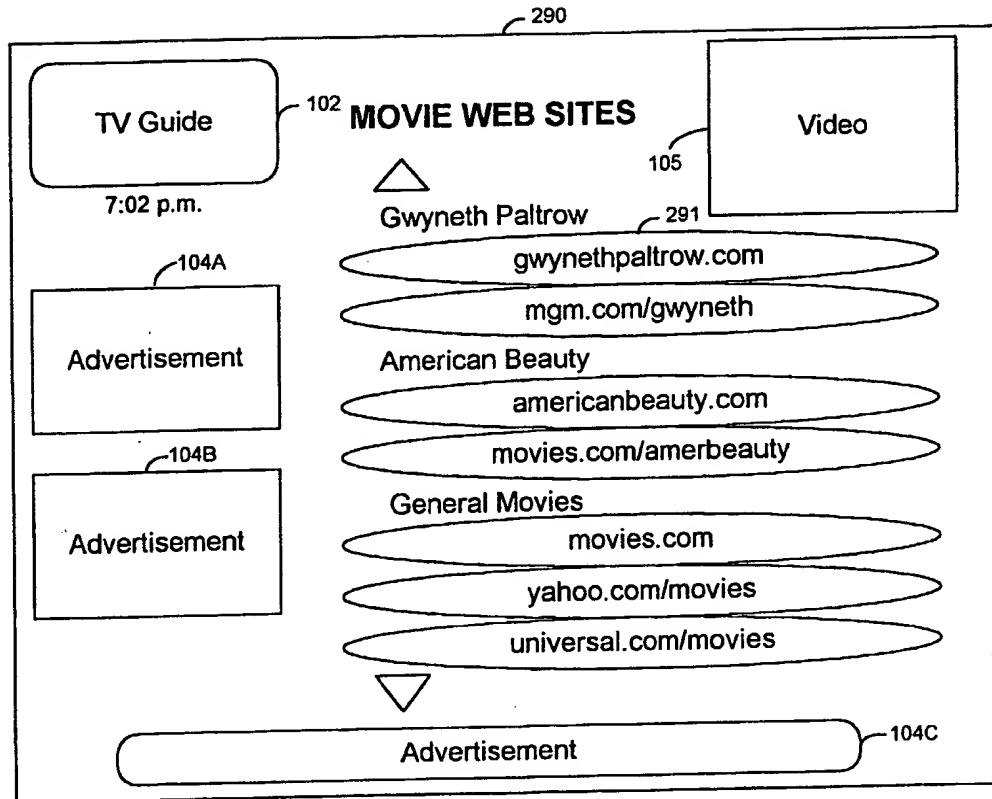 290
TV Guide
102
MOVIE WEB SITES
Video
105
7:02 p.m.
Gwyneth Paltrow
291
gwynethpaltrow.com
mgm.com/gwyneth
104A
Advertisement
American Beauty
americanbeauty.com
movies.com/amerbeauty
104B
Advertisement
General Movies
movies.com
yahoo.com/movies
universal.com/movies
Advertisement
104C